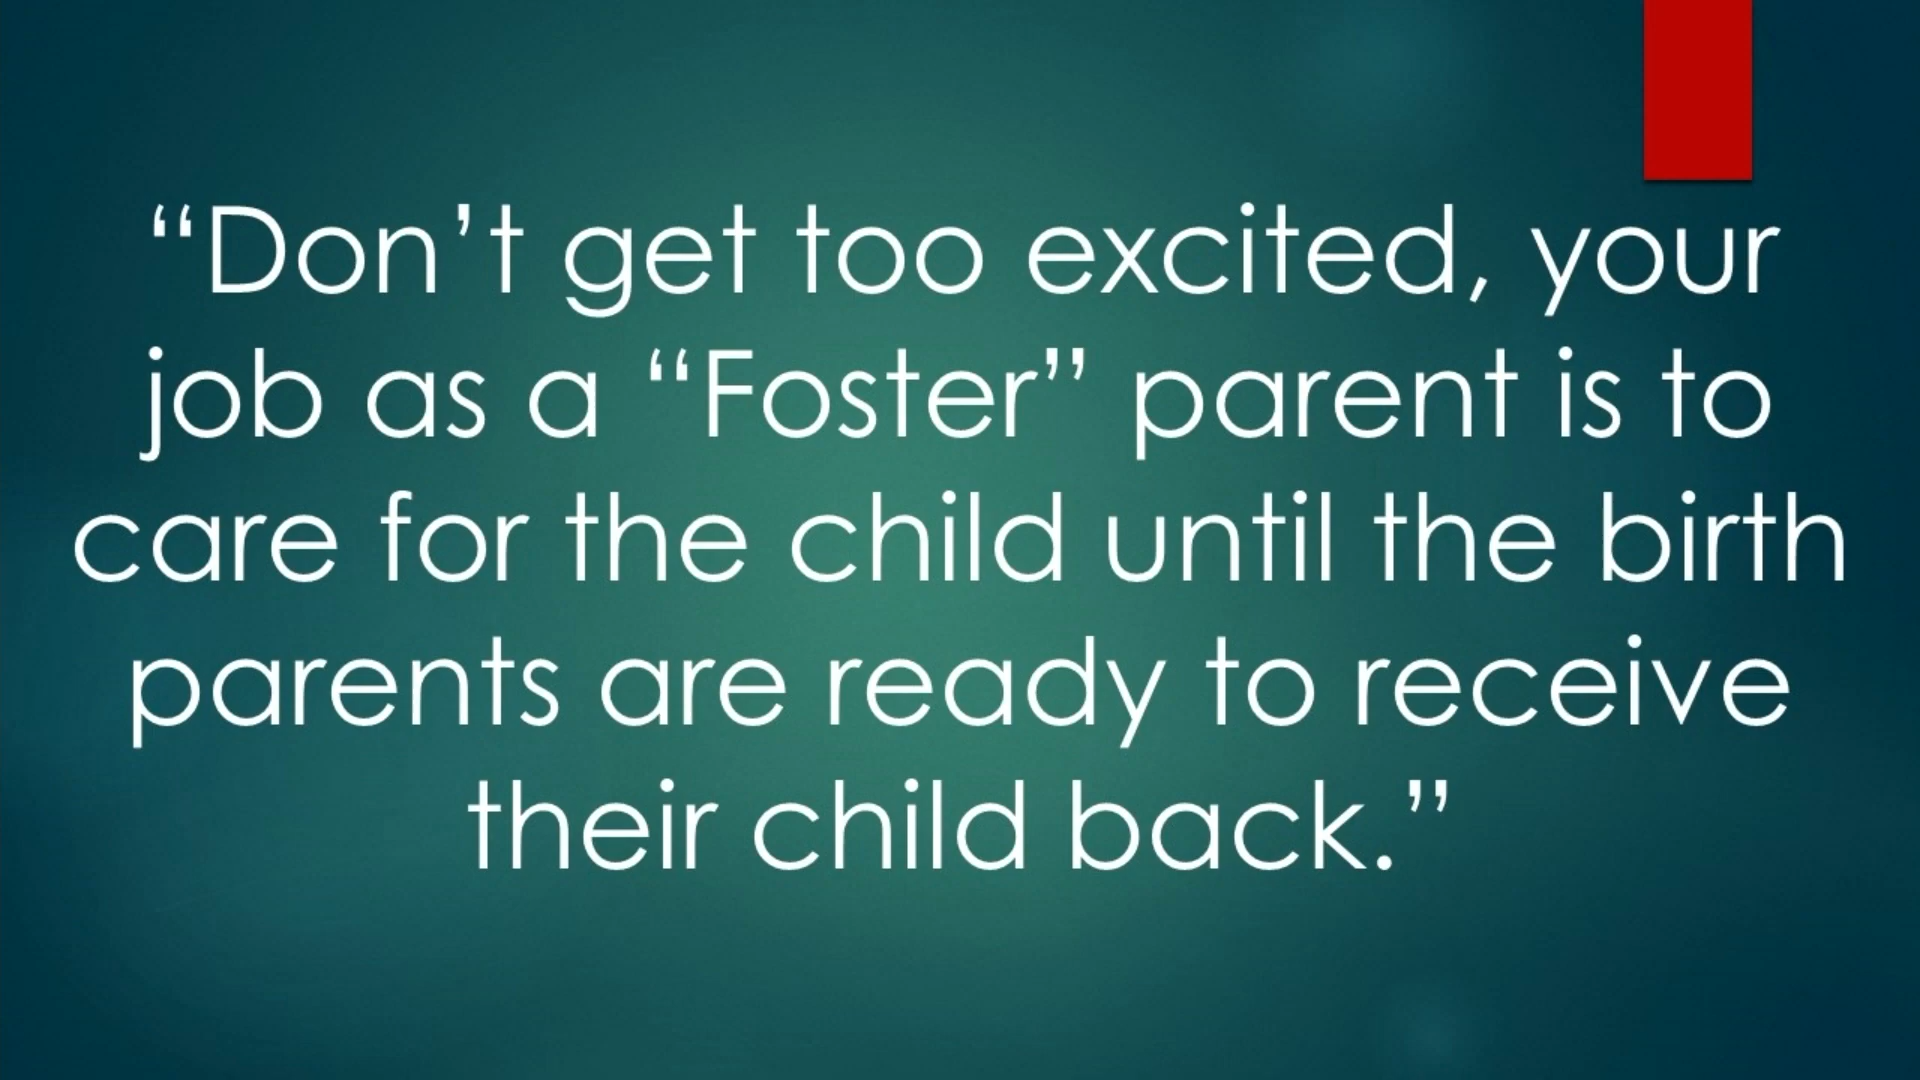 “Don’t get too excited, your
job as a “Foster” parent is to
care for the child until the birth
parents are ready to receive
their child back.”